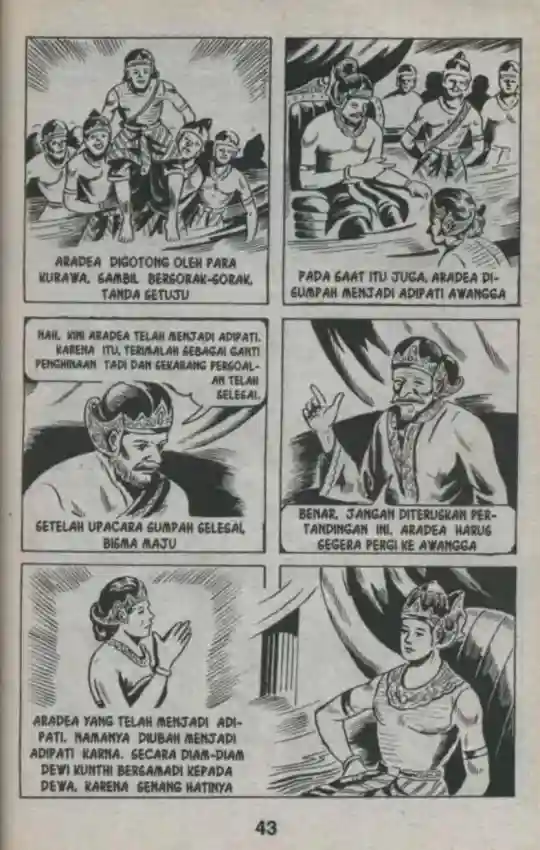 ARADEA DIGOTONG OLEH PARA
KURAWA. SAMBIL BERSORAK-SORAK,
TANDA SETUJU
PADA SAAT ITU JUGA, ARADEA DI-
SUMPAH MENJADI ADIPATI AWANGGA
NAH, KINI ARADEA TELAH MENJADI ADIPATI.
KARENA ITU, TERIMALAH SEBAGAI GANTI
PENGHINAAN TADI DAN SEKARANG PERSOAL-
AN TELAH
SELESAI.
SETELAH UPACARA SUMPAH SELESAI,
BISMA MAJU
BENAR, JANGAN DITERUSKAN PER-
TANDINGAN INI. ARADEA HARUS
SEGERA PERGI KE AWANGGA
ARADEA YANG TELAH MENJADI ADI-
PATI. NAMANYA DIUBAH MENJADI
ADIPATI KARNA. SECARA DIAM-DIAM
DEWI KUNTHI BERSAMADI KEPADA
DEWA, KARENA SENANG HATINYA
43